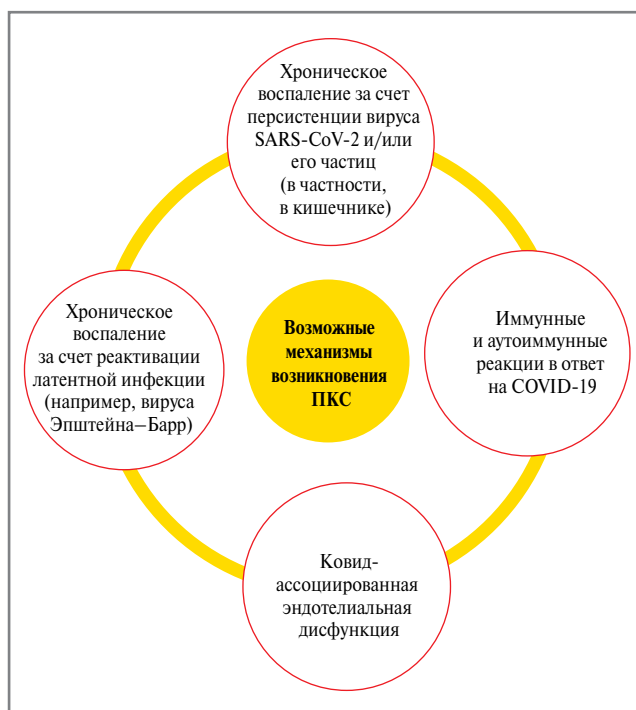 Хроническое
воспаление за счет
персистенции вируса
SARS-CoV-2 и/или
его частиц
(в частности,
в кишечнике)
Хроническое
воспаление
за счет реактивации
латентной инфекции
(например, вируса
Эпштейна–Барр)
Возможные
механизмы
возникновения
ПКС
Иммунные
и аутоиммунные
реакции в ответ
на COVID-19
Ковид-
ассоциированная
эндотелиальная
дисфункция